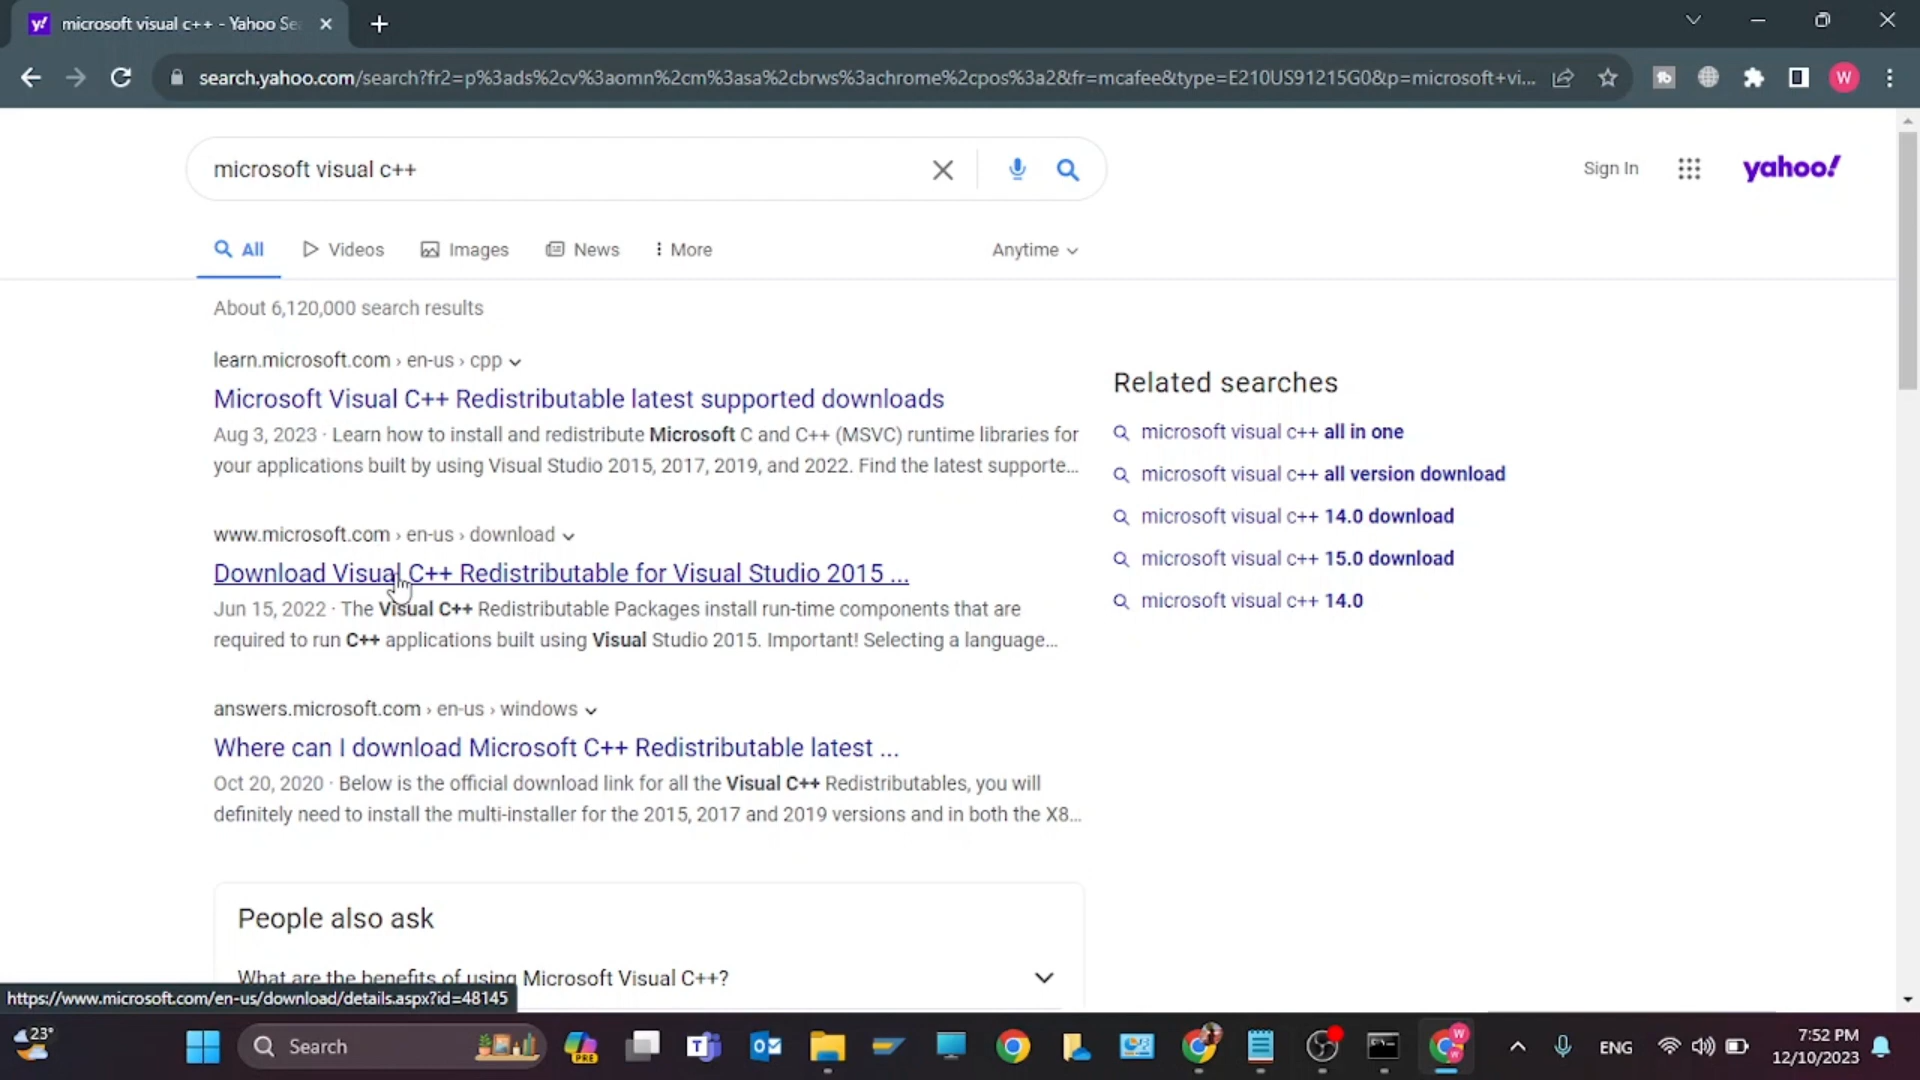 microsoft visual c++ - Yahoo Se
search.yahoo.com/search?fr2=p%3ads%2cv%3aomn%2cm%3asa%2cbrws%3achrome%2cpos%3a2&fr=mcafee&type=E210US91215G0&p=microsoft+vi...
W
microsoft visual c++
Sign In
yahoo!
All
Videos
Images
News
More
Anytime
About 6,120,000 search results
learn.microsoft.com › en-us › cpp
Microsoft Visual C++ Redistributable latest supported downloads
Aug 3, 2023 · Learn how to install and redistribute Microsoft C and C++ (MSVC) runtime libraries for
your applications built by using Visual Studio 2015, 2017, 2019, and 2022. Find the latest supporte...
www.microsoft.com › en-us › download
Download Visual C++ Redistributable for Visual Studio 2015 ...
Jun 15, 2022 · The Visual C++ Redistributable Packages install run-time components that are
required to run C++ applications built using Visual Studio 2015. Important! Selecting a language...
answers.microsoft.com › en-us › windows
Where can I download Microsoft C++ Redistributable latest ...
Oct 20, 2020 · Below is the official download link for all the Visual C++ Redistributables, you will
definitely need to install the multi-installer for the 2015, 2017 and 2019 versions and in both the X8...
People also ask
What are the benefits of using Microsoft Visual C++?
Related searches
microsoft visual c++ all in one
microsoft visual c++ all version download
microsoft visual c++ 14.0 download
microsoft visual c++ 15.0 download
microsoft visual c++ 14.0
https://www.microsoft.com/en-us/download/details.aspx?id=48145
23°
Search
PRE
ENG
7:52 PM
12/10/2023